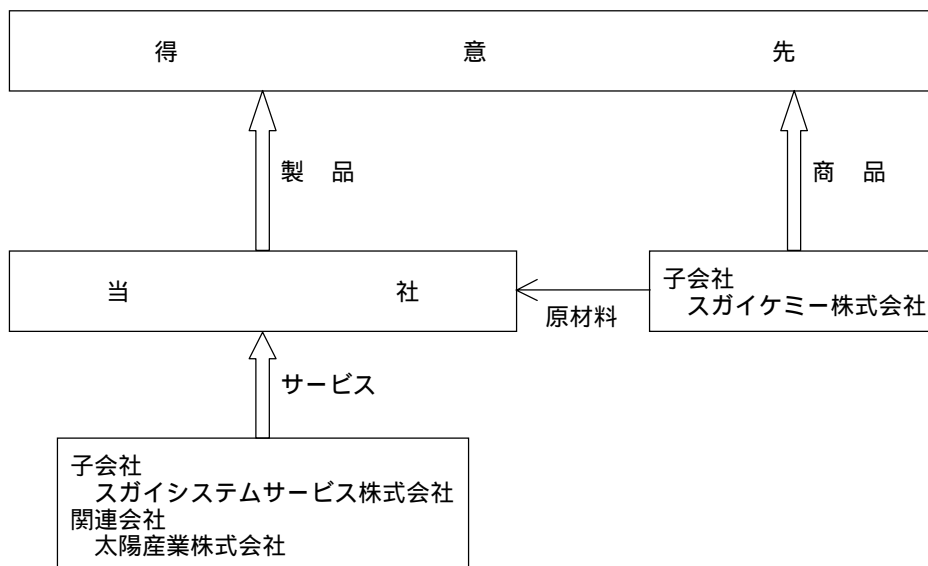 得意先
製品
商品
当社
子会社
スガイケミー株式会社
原材料
サービス
子会社
スガイシステムサービス株式会社
関連会社
太陽産業株式会社